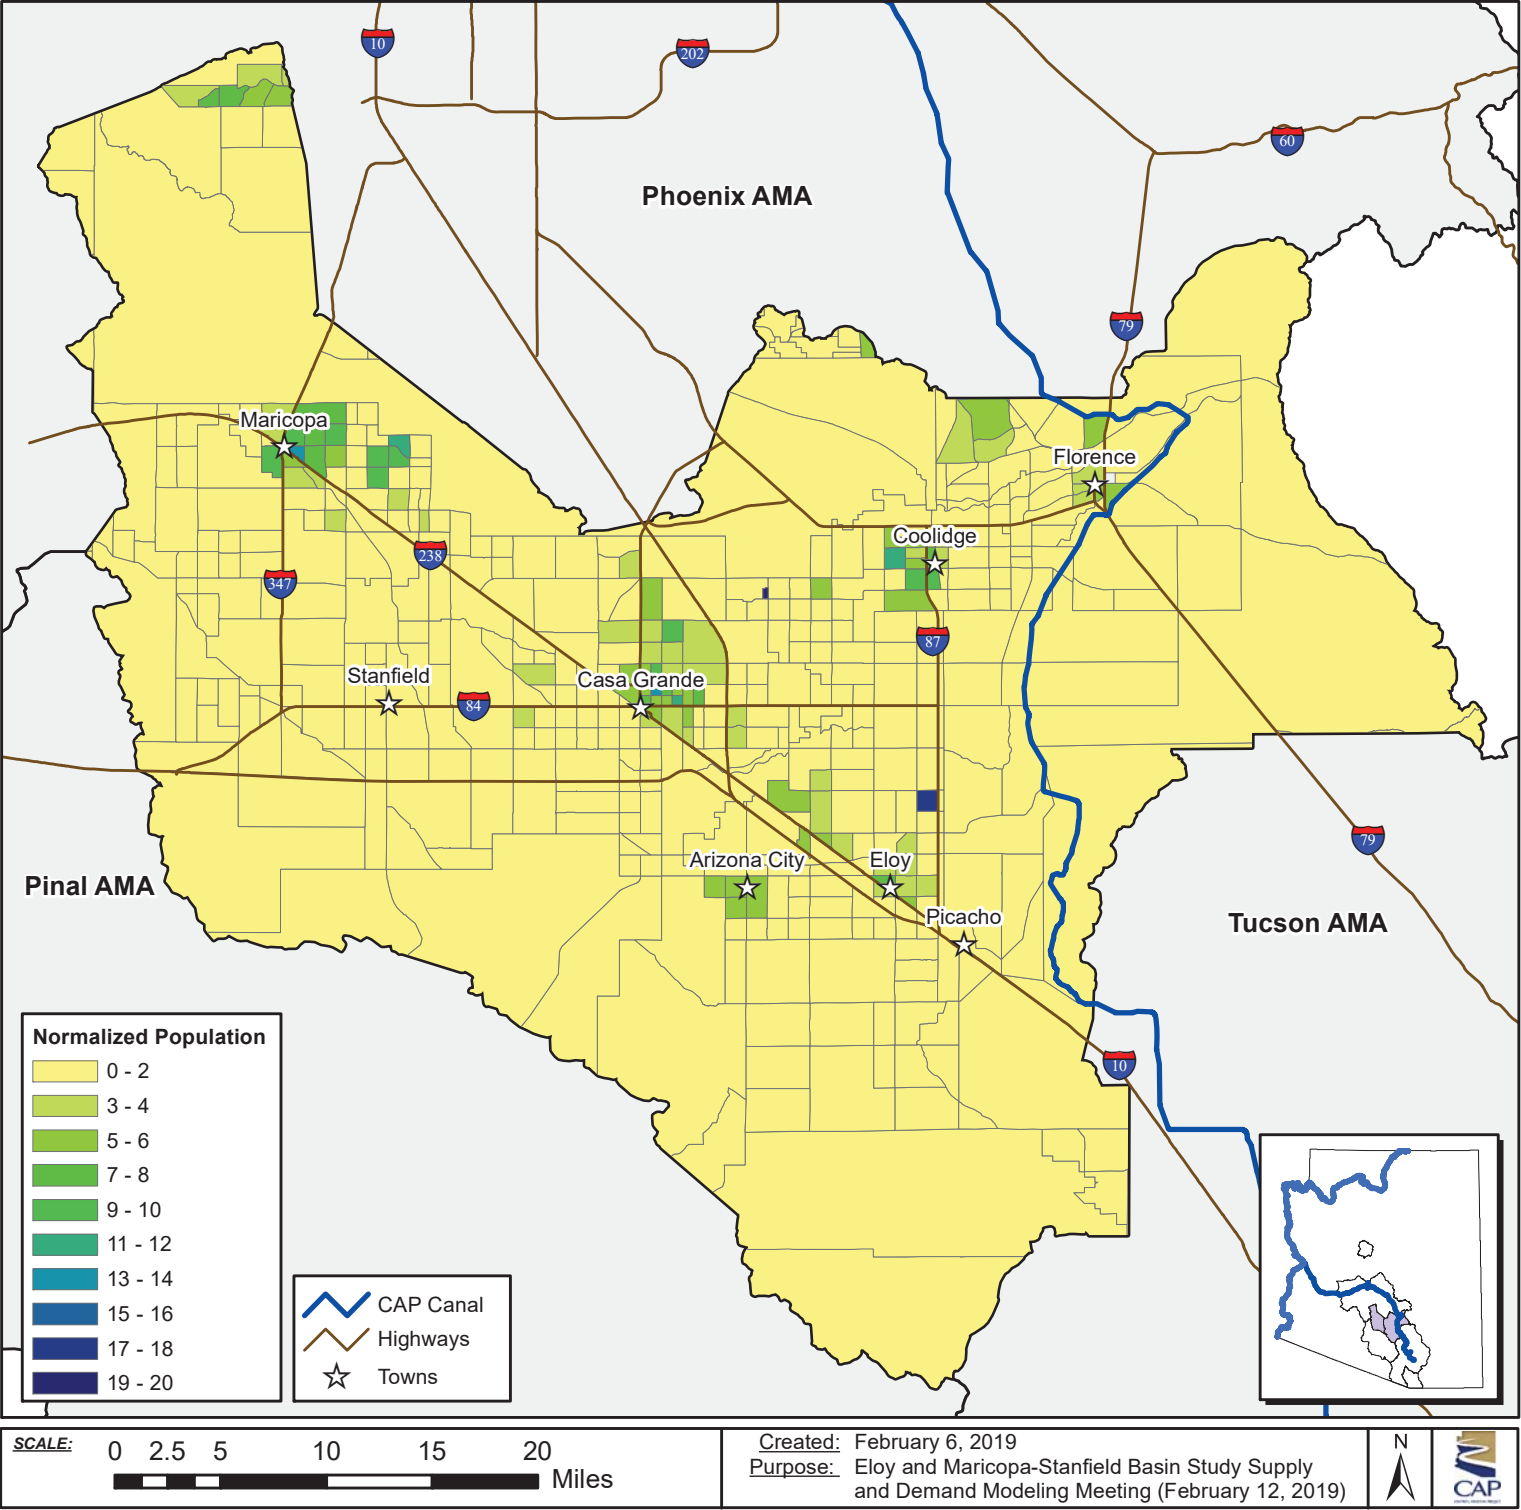 10
202
60
Phoenix AMA
79
Maricopa
Florence
Coolidge
238
347
87
Stanfield
Casa Grande
84
79
Arizona City
Eloy
Pinal AMA
Picacho
Tucson AMA
10
Normalized Population
0 - 2
3 - 4
5 - 6
7 - 8
9 - 10
11 - 12
13 - 14
15 - 16
17 - 18
19 - 20
CAP Canal
Highways
Towns
SCALE:
0 2.5 5 10 15 20
Miles
Created: February 6, 2019
Purpose: Eloy and Maricopa-Stanfield Basin Study Supply
and Demand Modeling Meeting (February 12, 2019)
N
CAP